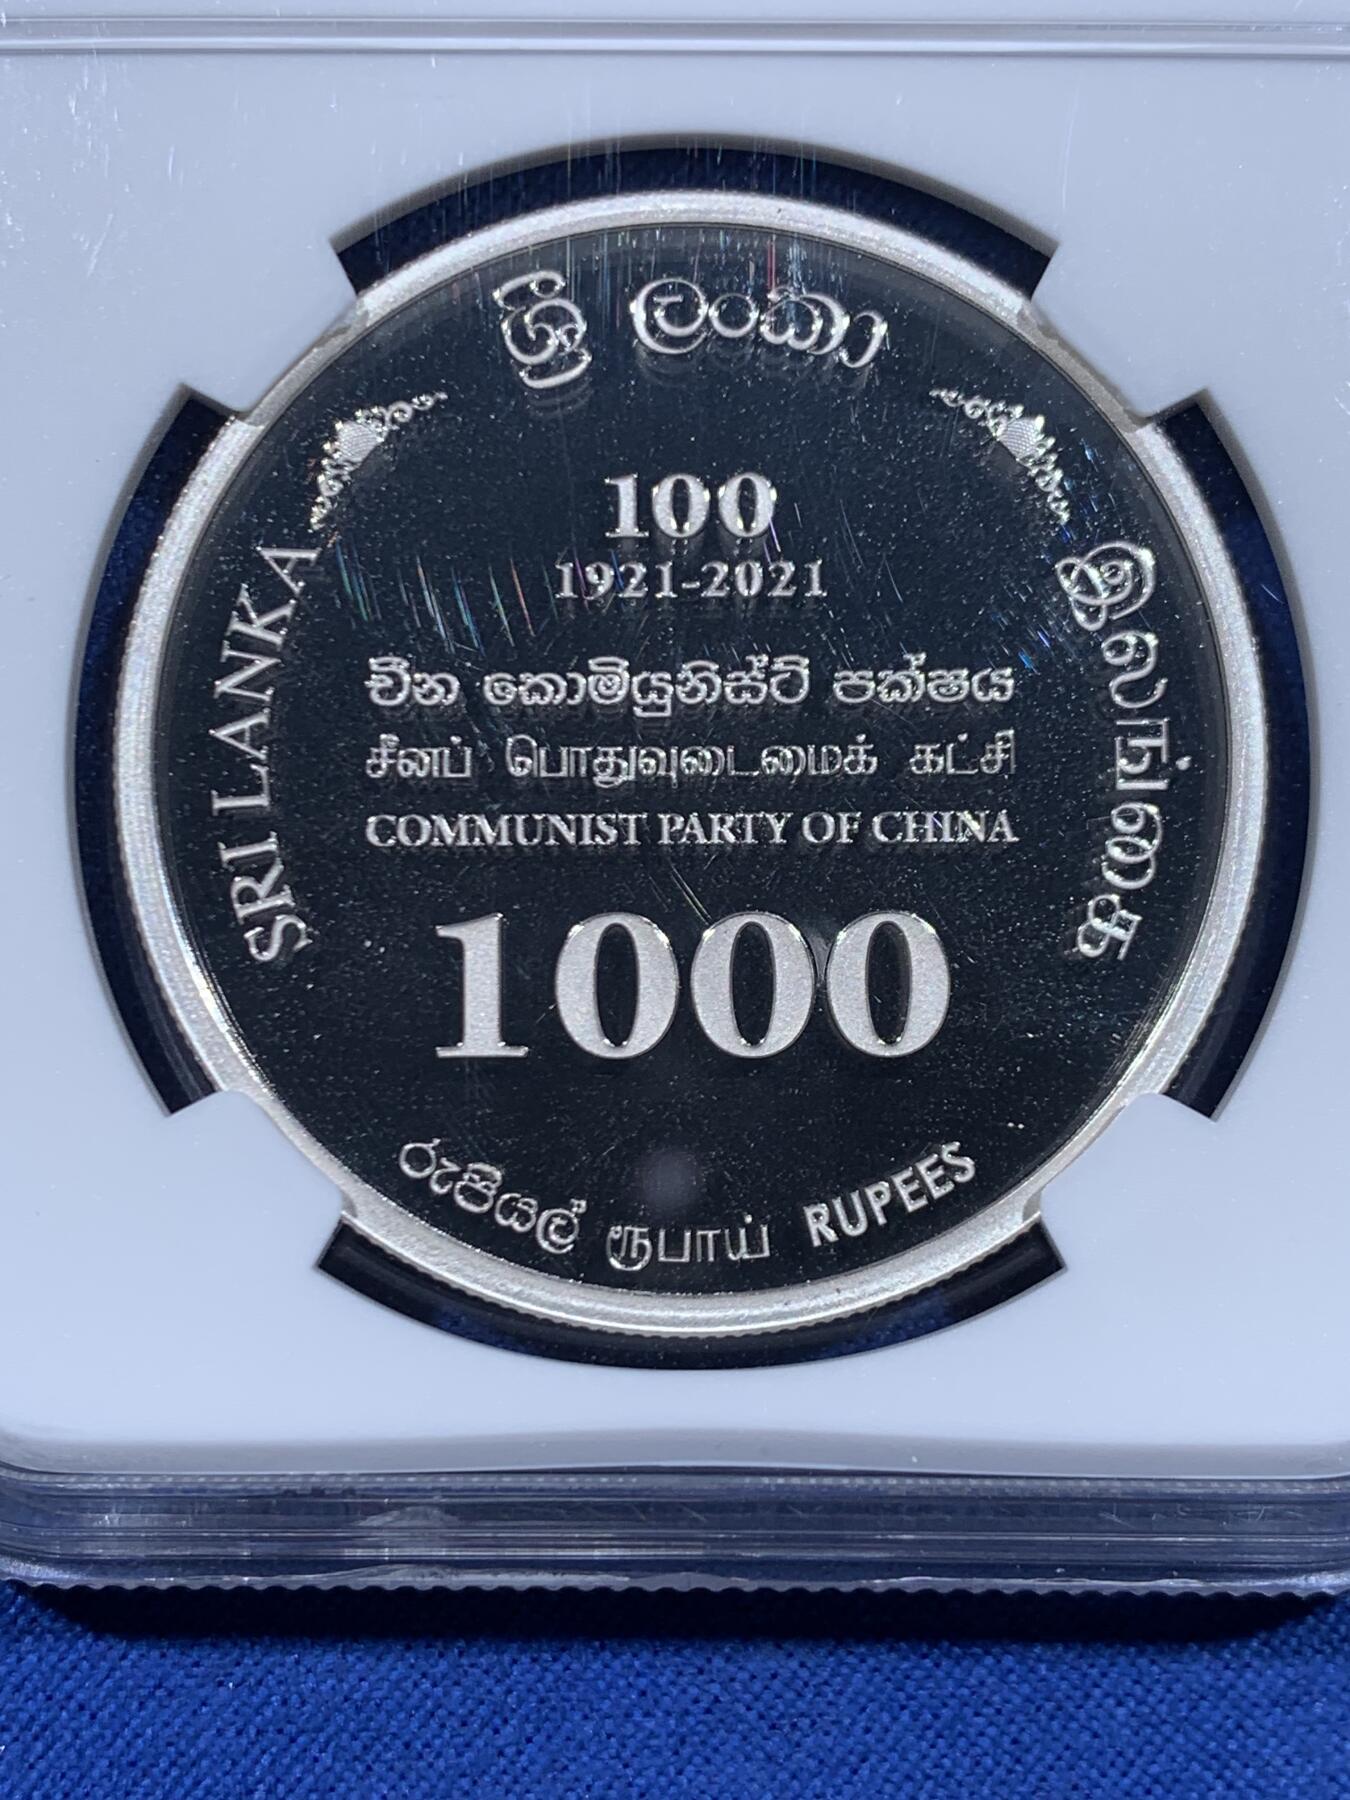 ශ්‍රී ලංකා
SRI LANKA
இலங்கை
100
1921-2021
චීන කොමියුනිස්ට් පක්ෂය
சீனப் பொதுவுடைமைக் கட்சி
COMMUNIST PARTY OF CHINA
1000
රුපියල් ரூபாய் RUPEES